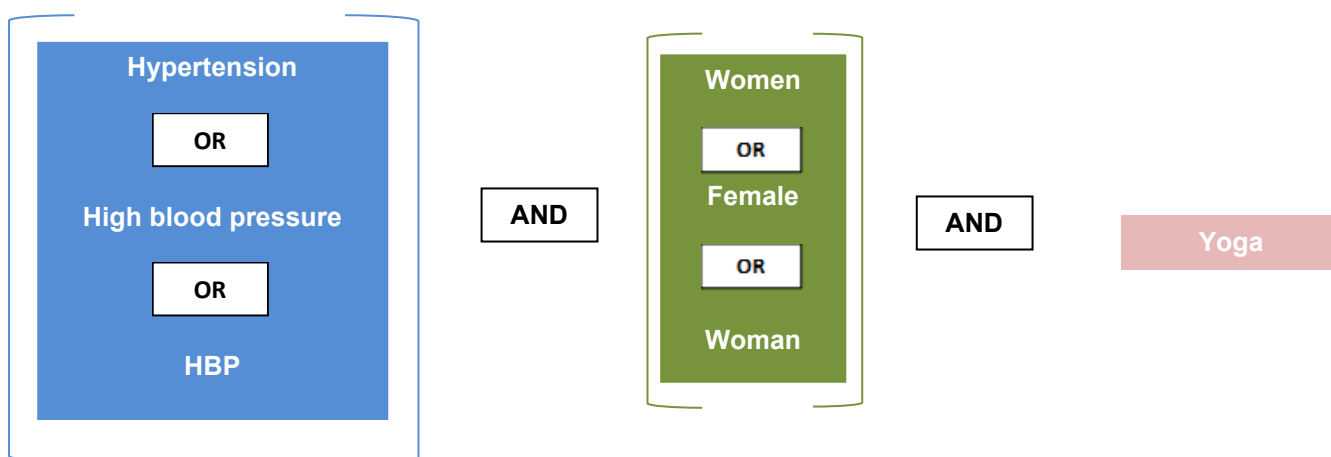 Hypertension
OR
High blood pressure
OR
HBP
AND
Women
OR
Female
OR
Woman
AND
Yoga